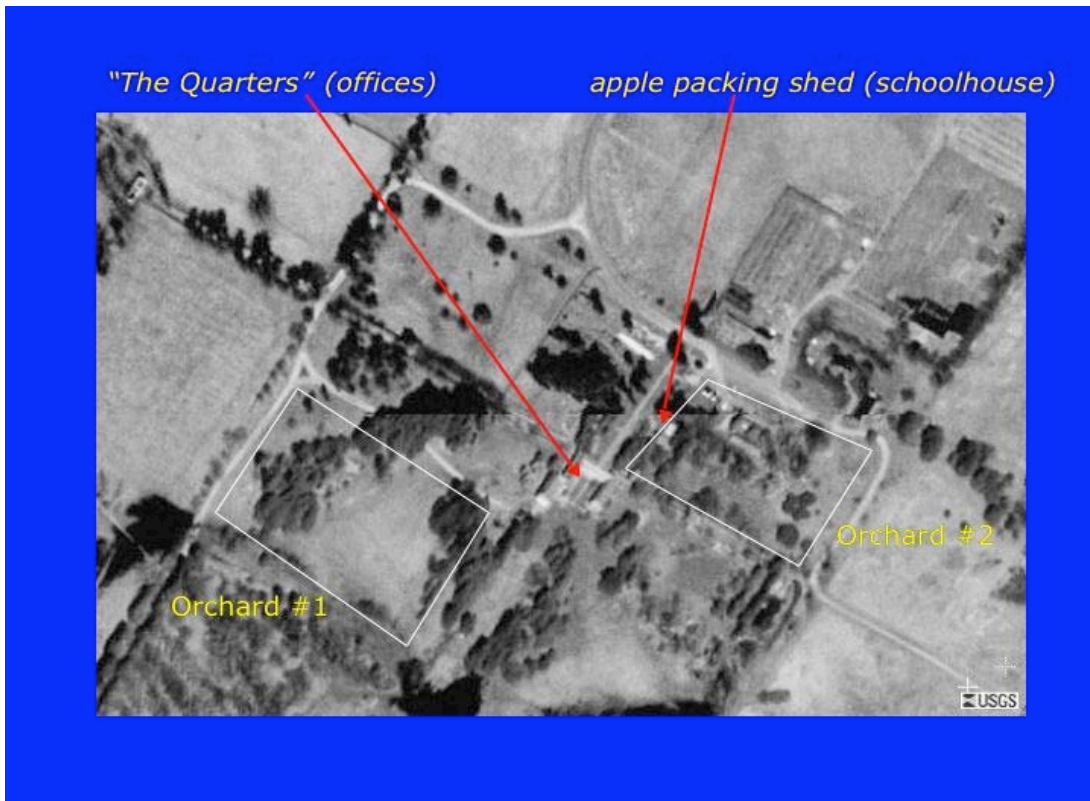 “The Quarters” (offices)
apple packing shed (schoolhouse)
Orchard #2
Orchard #1
USGS